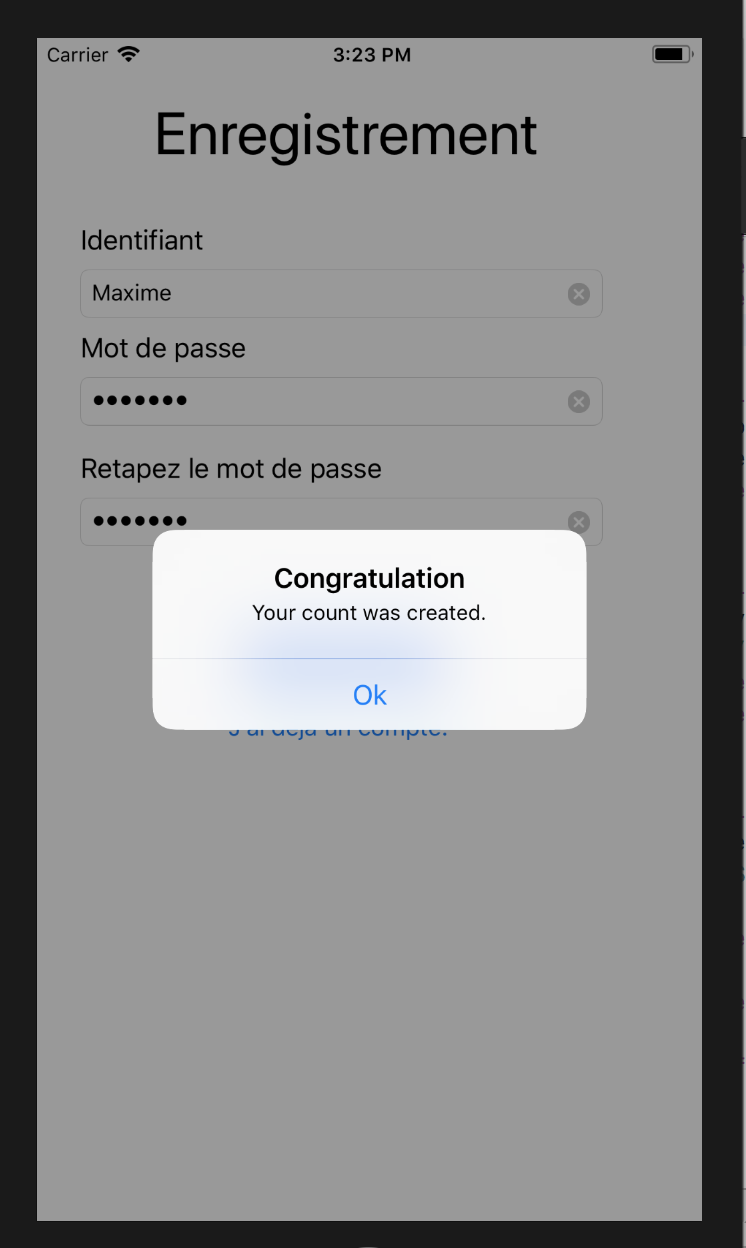 Carrier 3:23 PM
Enregistrement
Identifiant
Maxime
Mot de passe
•••••••
Retapez le mot de passe
•••••••
Congratulation
Your count was created.
Ok
J'ai déjà un compte.